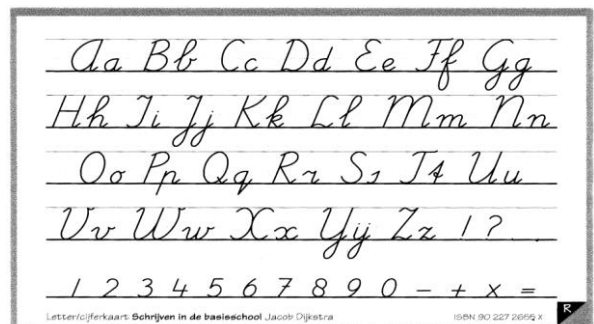 Aa Bb Cc Dd Ee Ff Gg
Hh Ii Jj Kk Ll Mm Nn
Oo Pp Qq Rr Ss Tt Uu
Vv Ww Xx Yij Zz ! ? . .
1 2 3 4 5 6 7 8 9 0 - + x =
Letter/cijferkaart Schrijven in de basisschool Jacob Dijkstra ISBN 90 227 2655 X
R